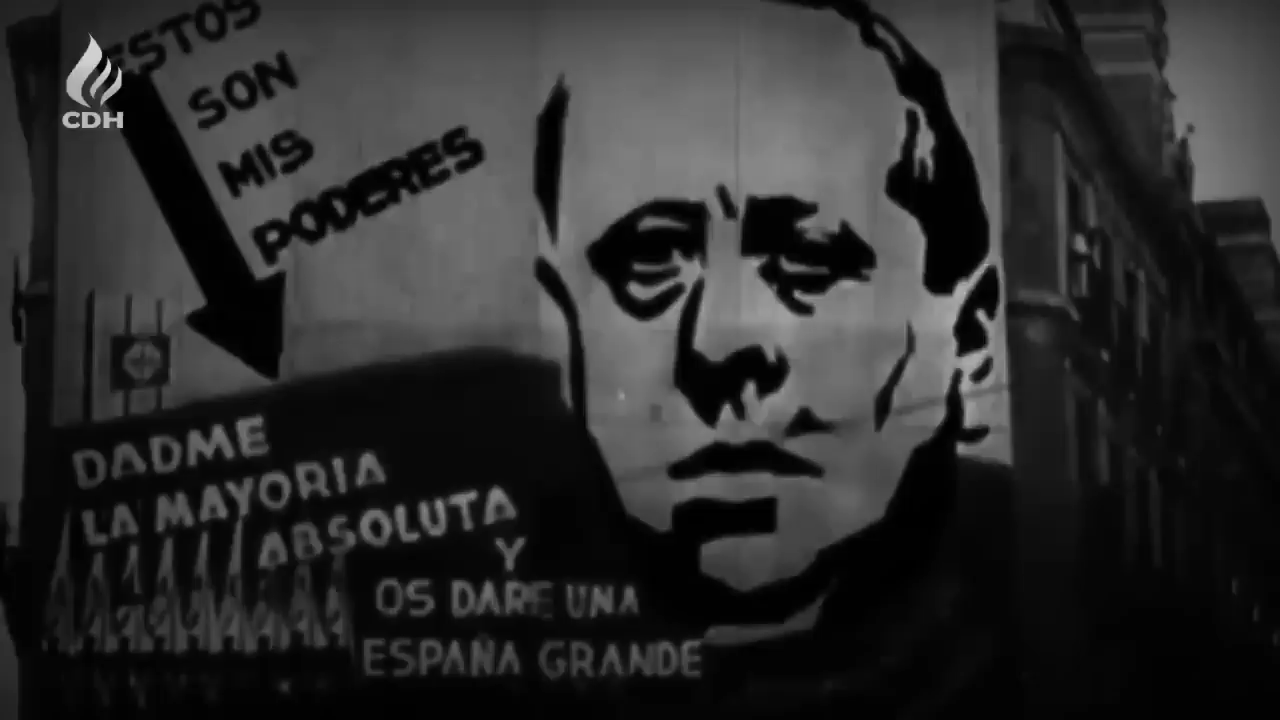 CDH
ESTOS
SON
MIS
PODERES
DADME
LA MAYORIA
ABSOLUTA
Y
OS DARE UNA
ESPAÑA GRANDE